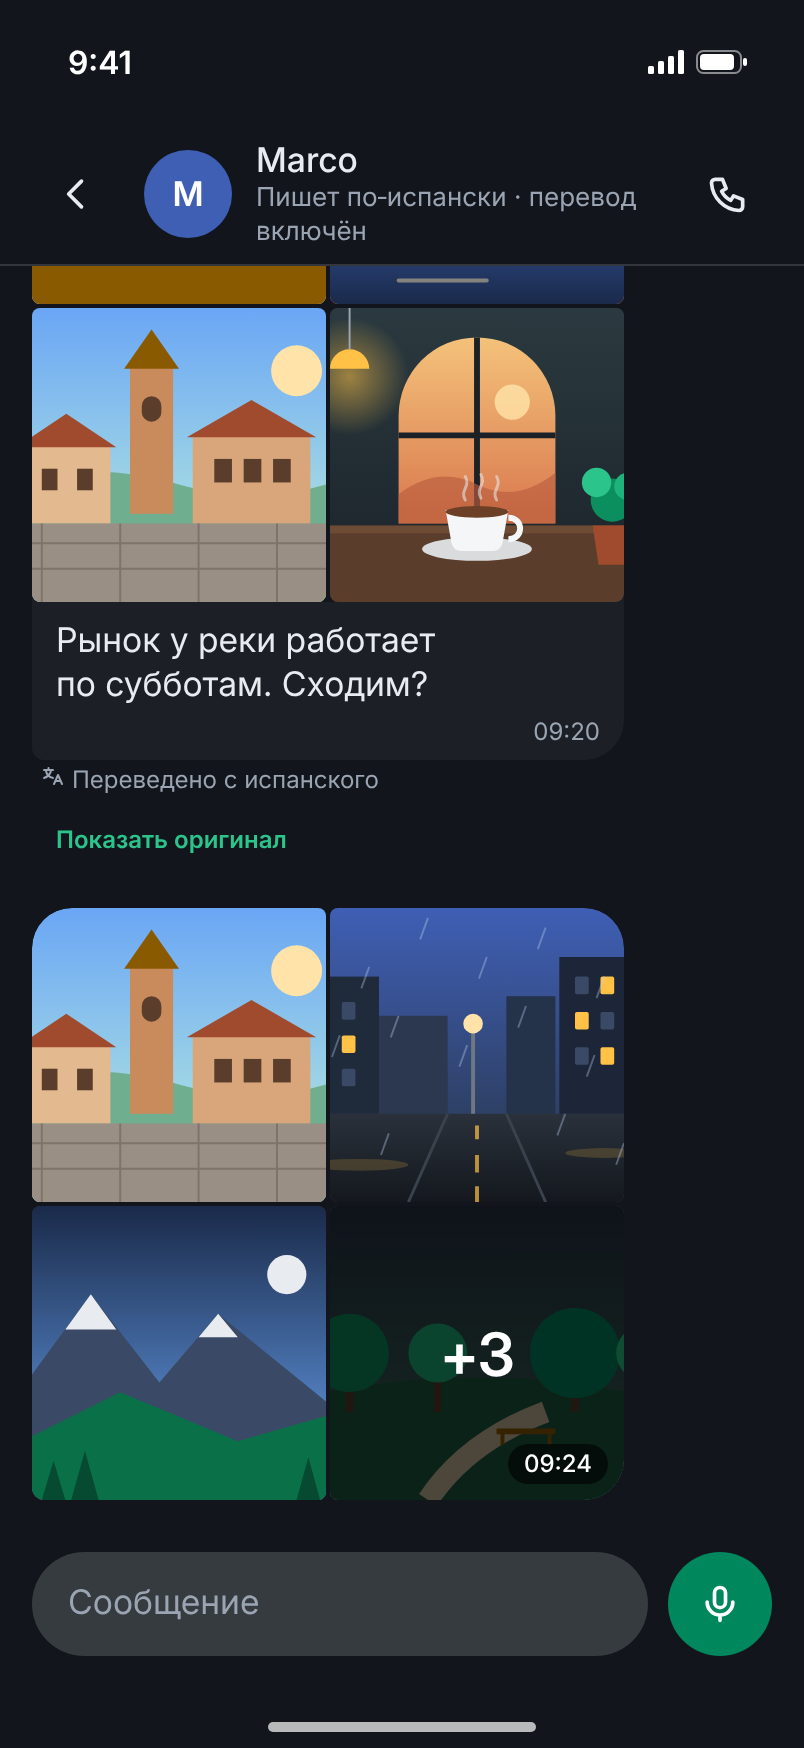 9:41
M
Marco
Пишет по-испански · перевод
включён
Рынок у реки работает
по субботам. Сходим?
09:20
Переведено с испанского
Показать оригинал
+3
09:24
Сообщение